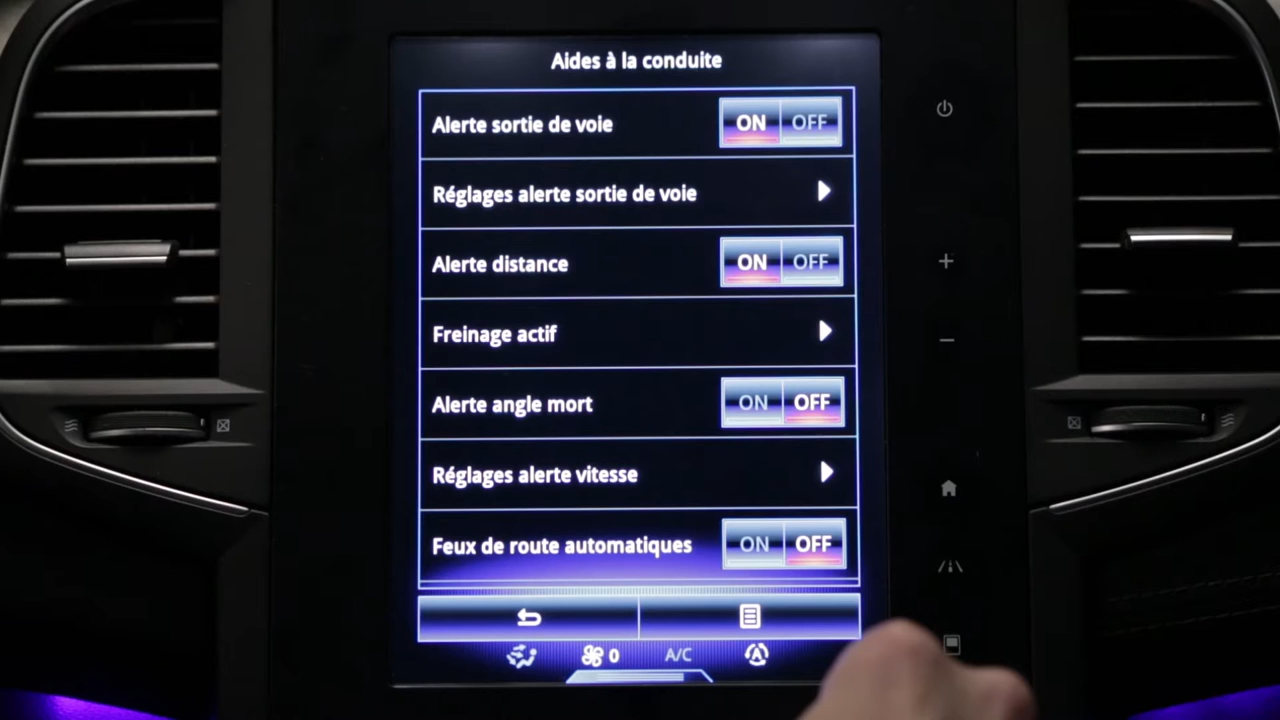 Aides à la conduite
Alerte sortie de voie ON OFF
Réglages alerte sortie de voie
Alerte distance ON OFF
Freinage actif
Alerte angle mort ON OFF
Réglages alerte vitesse
Feux de route automatiques ON OFF
0 A/C A